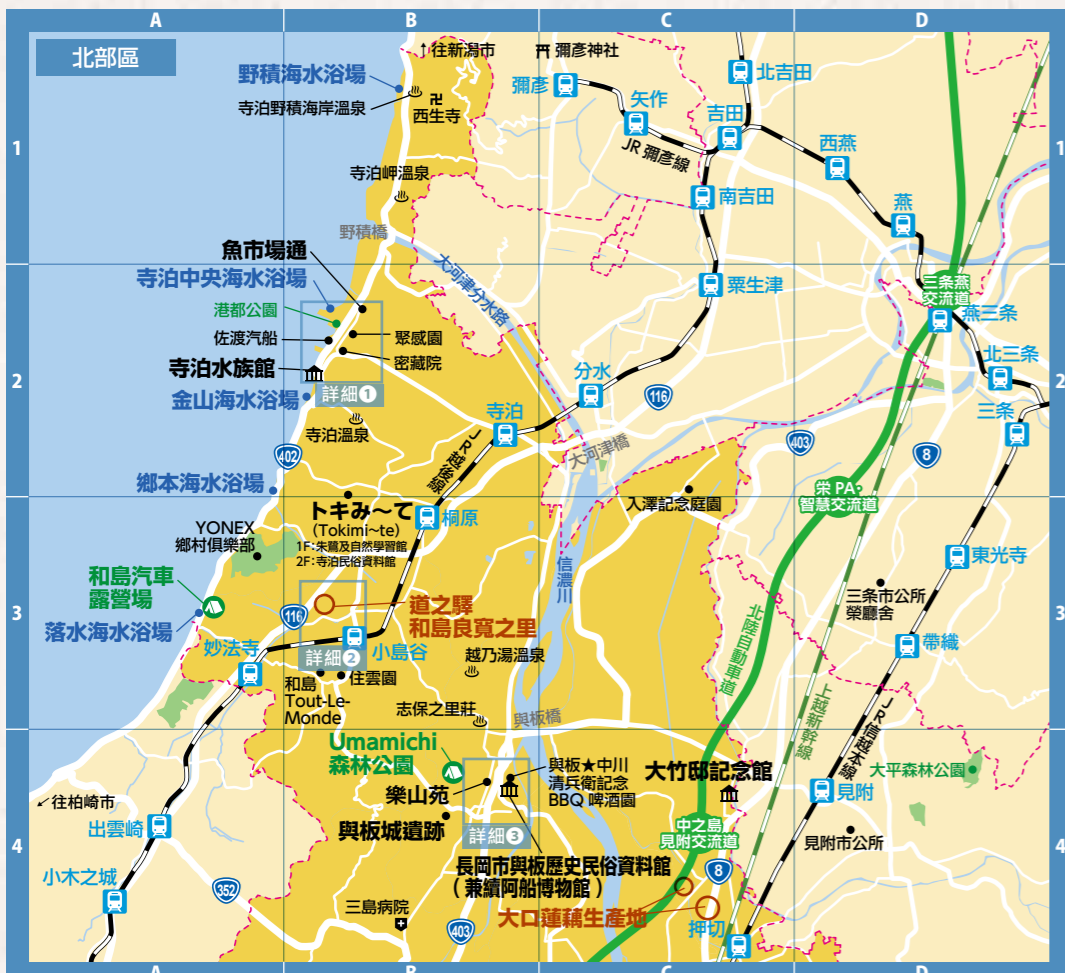 A
B
C
D
北部區
1
2
3
4
1
2
3
4
↑往新潟市
野積海水浴場
寺泊野積海岸溫泉
卍
西生寺
彌彥神社
彌彥
矢作
JR 彌彥線
北吉田
吉田
西燕
南吉田
燕
寺泊岬溫泉
野積橋
魚市場通
寺泊中央海水浴場
港都公園
佐渡汽船
聚感園
密藏院
寺泊水族館
詳細❶
金山海水浴場
寺泊溫泉
大河津分水路
粟生津
三条燕
交流道
燕三条
北三条
三条
分水
116
寺泊
大河津橋
JR越後線
403
8
402
鄉本海水浴場
栄 PA·
智慧交流道
入澤記念庭園
トキみ〜て
(Tokimi~te)
1F:朱鷺及自然學習館
2F:寺泊民俗資料館
桐原
YONEX
鄉村俱樂部
和島汽車
露營場
落水海水浴場
116
道之驛
和島良寬之里
信濃川
北陸自動車道
東光寺
三条市公所
榮廳舍
帶織
妙法寺
小島谷
詳細❷
越乃湯溫泉
和島
Tout-Le-
Monde
住雲園
志保之里莊
與板橋
上越新幹線
JR信越本線
Umamichi
森林公園
與板★中川
清兵衛記念
BBQ 啤酒園
樂山苑
大竹邸記念館
大平森林公園
見附
↙往柏崎市
出雲崎
與板城遺跡
詳細❸
中之島
見附交流道
見附市公所
長岡市與板歷史民俗資料館
( 兼續阿船博物館 )
8
小木之城
352
三島病院
403
大口蓮藕生產地
押切
A
B
C
D